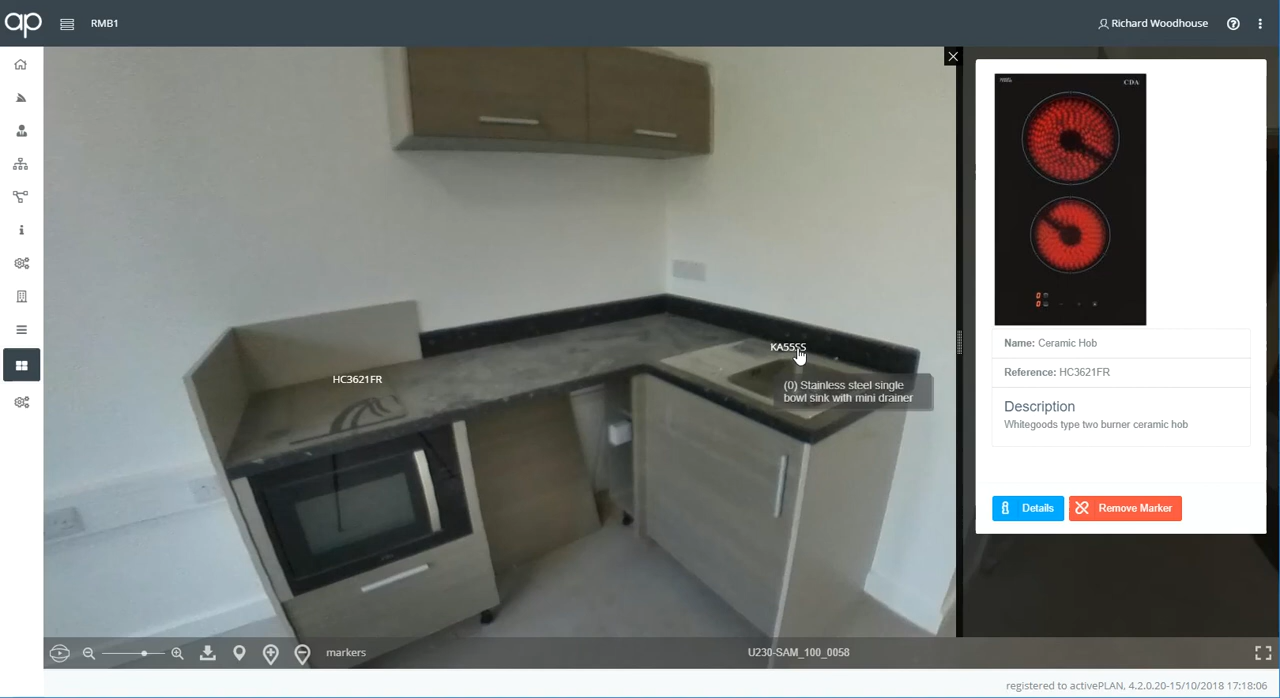 ap
RMB1
Richard Woodhouse
CDA
HC3621FR
KA55SS
(0) Stainless steel single
bowl sink with mini drainer
Name: Ceramic Hob
Reference: HC3621FR
Description
Whitegoods type two burner ceramic hob
Details
Remove Marker
markers
U230-SAM_100_0058
registered to activePLAN, 4.2.0.20-15/10/2018 17:18:06